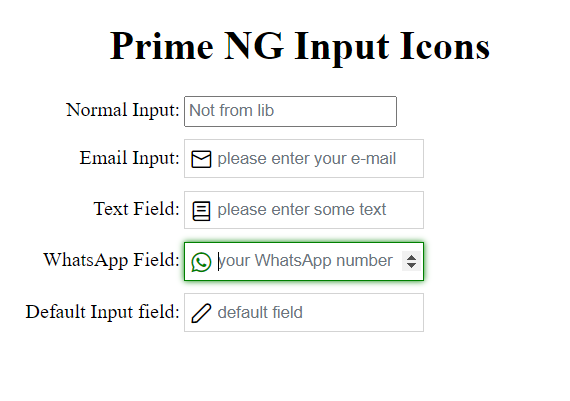 Prime NG Input Icons
Normal Input: Not from lib
Email Input: please enter your e-mail
Text Field: please enter some text
WhatsApp Field: your WhatsApp number
Default Input field: default field